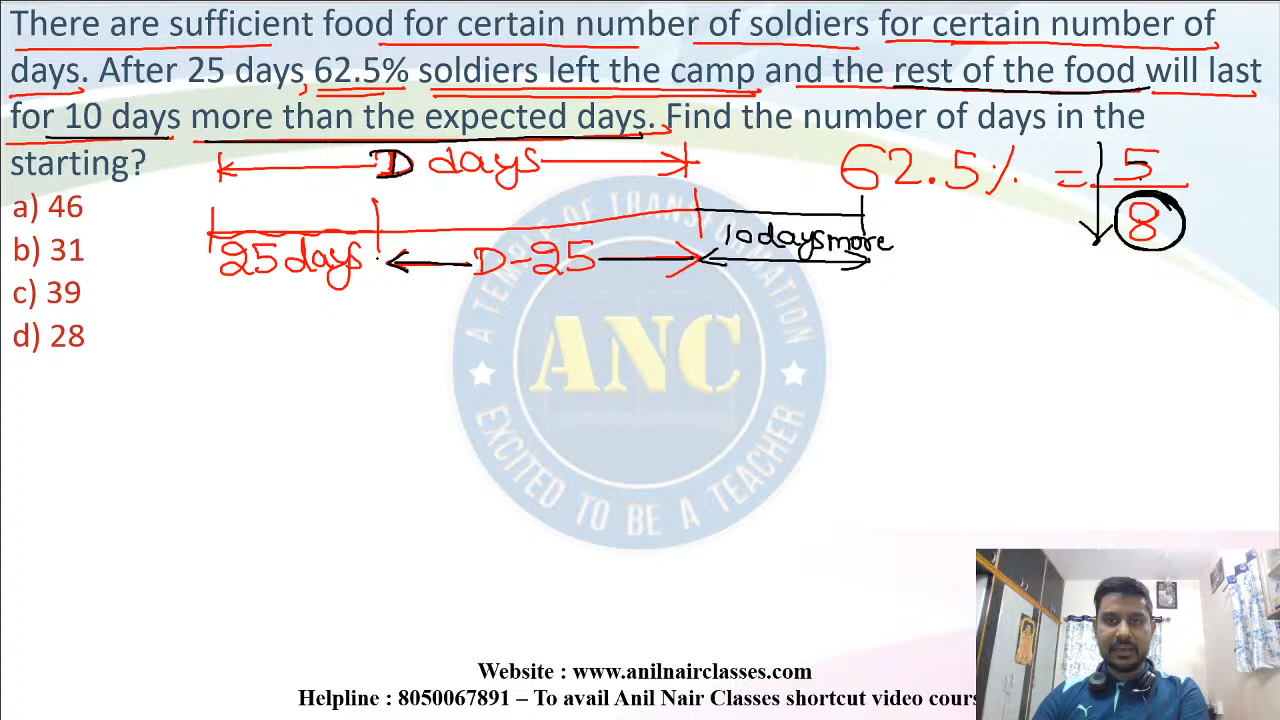 There are sufficient food for certain number of soldiers for certain number of
days. After 25 days, 62.5% soldiers left the camp and the rest of the food will last
for 10 days more than the expected days. Find the number of days in the
starting?
D days
62.5% = 5/8
a) 46
b) 31
c) 39
d) 28
25 days
D-25
10 days more
A TEMPLE OF TRANSFORMATION
ANC
EXCITED TO BE A TEACHER
Website : www.anilnairclasses.com
Helpline : 8050067891 – To avail Anil Nair Classes shortcut video cours